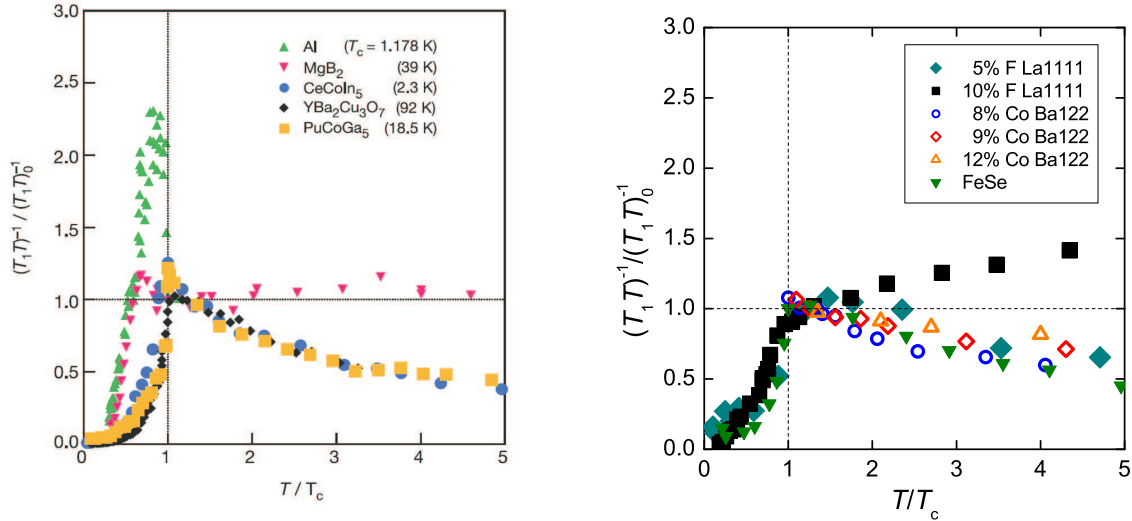 3.0
2.5
2.0
1.5
1.0
0.5
0.0
(T₁T)⁻¹ / (T₁T)₀⁻¹
Al (T_c = 1.178 K)
MgB₂ (39 K)
CeCoIn₅ (2.3 K)
YBa₂Cu₃O₇ (92 K)
PuCoGa₅ (18.5 K)
0 1 2 3 4 5
T / T_c
3.0
2.5
2.0
1.5
1.0
0.5
0.0
(T₁T)⁻¹/(T₁T)₀⁻¹
5% F La1111
10% F La1111
8% Co Ba122
9% Co Ba122
12% Co Ba122
FeSe
0 1 2 3 4 5
T/T_c